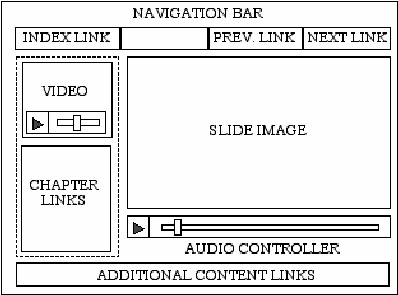 NAVIGATION BAR
INDEX LINK
PREV. LINK
NEXT LINK
VIDEO
SLIDE IMAGE
CHAPTER
LINKS
AUDIO CONTROLLER
ADDITIONAL CONTENT LINKS